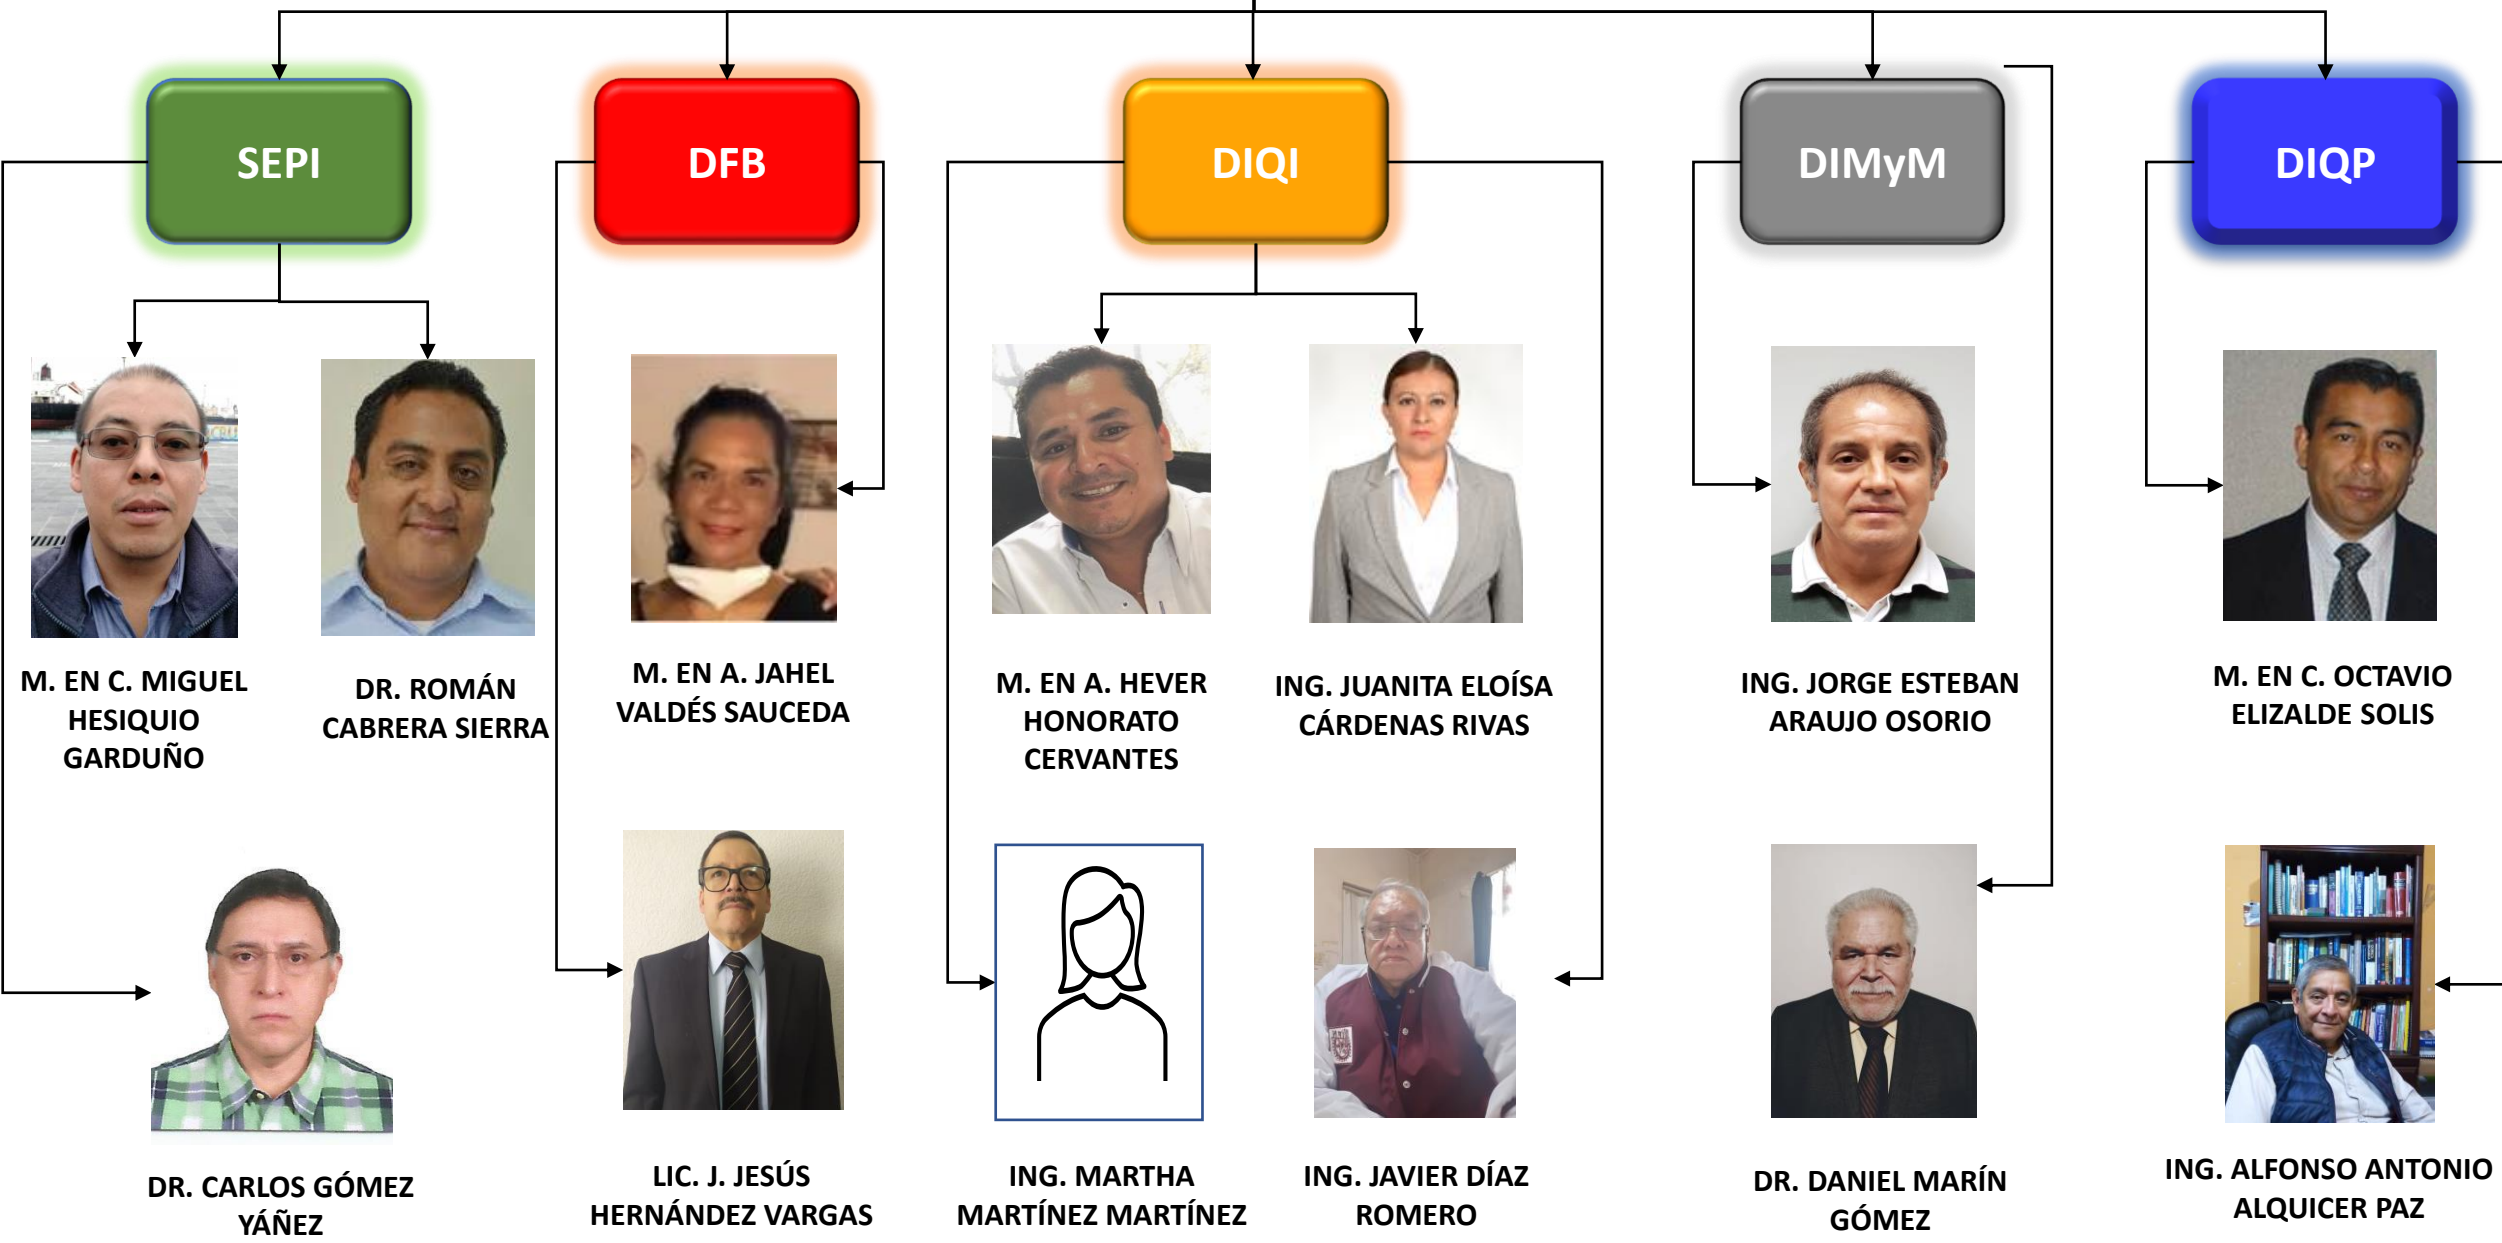 SEPI
DFB
DIQI
DIMyM
DIQP
M. EN C. MIGUEL
HESIQUIO
GARDUÑO
DR. ROMÁN
CABRERA SIERRA
M. EN A. JAHEL
VALDÉS SAUCEDA
M. EN A. HEVER
HONORATO
CERVANTES
ING. JUANITA ELOÍSA
CÁRDENAS RIVAS
ING. JORGE ESTEBAN
ARAUJO OSORIO
M. EN C. OCTAVIO
ELIZALDE SOLIS
DR. CARLOS GÓMEZ
YÁÑEZ
LIC. J. JESÚS
HERNÁNDEZ VARGAS
ING. MARTHA
MARTÍNEZ MARTÍNEZ
ING. JAVIER DÍAZ
ROMERO
DR. DANIEL MARÍN
GÓMEZ
ING. ALFONSO ANTONIO
ALQUICER PAZ